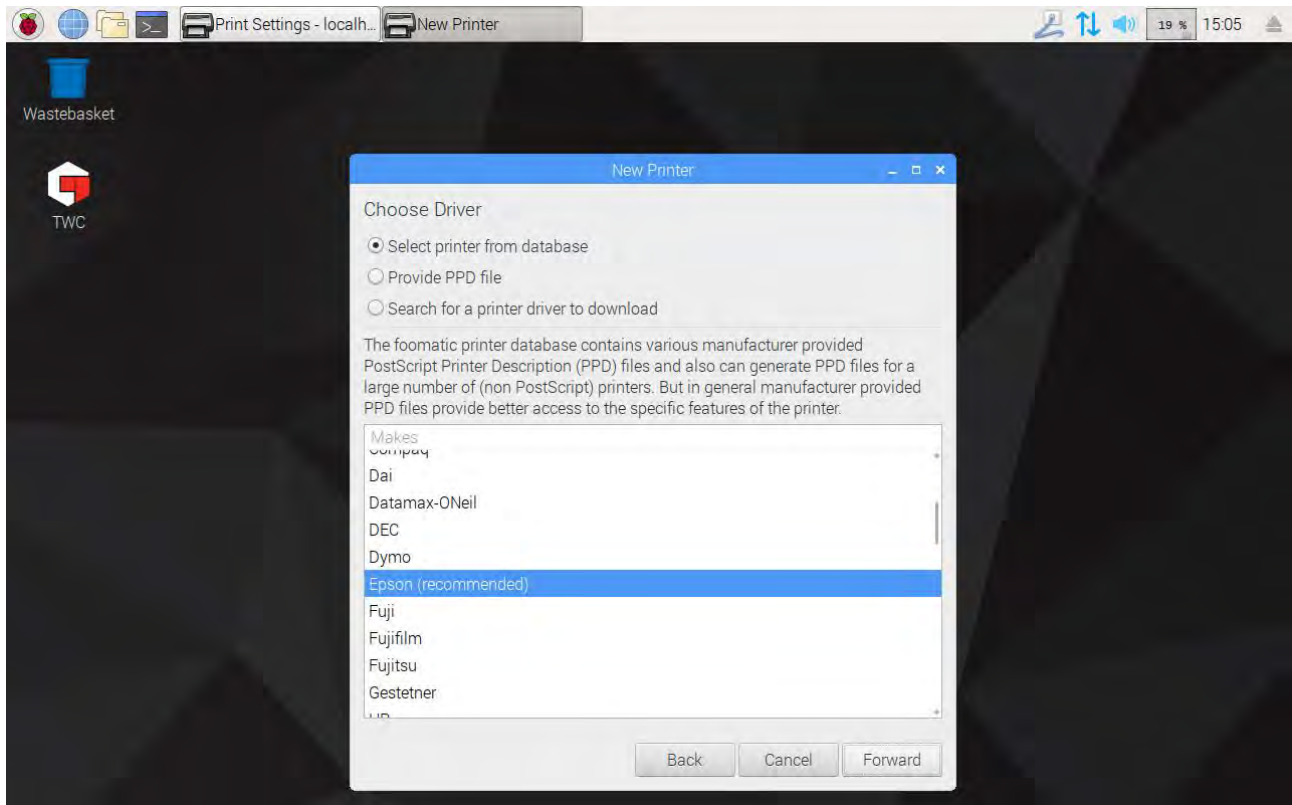 Print Settings - localh...
New Printer
19 %
15:05
Wastebasket
TWC
New Printer
Choose Driver
Select printer from database
Provide PPD file
Search for a printer driver to download
The foomatic printer database contains various manufacturer provided
PostScript Printer Description (PPD) files and also can generate PPD files for a
large number of (non PostScript) printers. But in general manufacturer provided
PPD files provide better access to the specific features of the printer.
Makes
Compaq
Dai
Datamax-ONeil
DEC
Dymo
Epson (recommended)
Fuji
Fujifilm
Fujitsu
Gestetner
HP
Back
Cancel
Forward